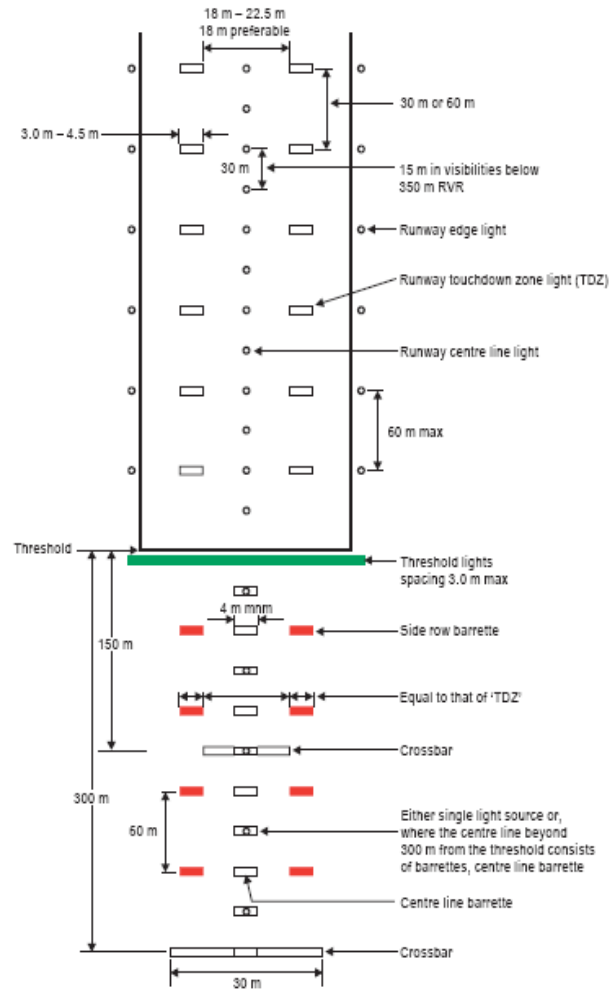 18 m – 22.5 m
18 m preferable
30 m or 60 m
3.0 m – 4.5 m
30 m
15 m in visibilities below
350 m RVR
Runway edge light
Runway touchdown zone light (TDZ)
Runway centre line light
60 m max
Threshold
Threshold lights
spacing 3.0 m max
4 m mnm
Side row barrette
150 m
Equal to that of ‘TDZ’
Crossbar
300 m
60 m
Either single light source or,
where the centre line beyond
300 m from the threshold consists
of barrettes, centre line barrette
Centre line barrette
Crossbar
30 m